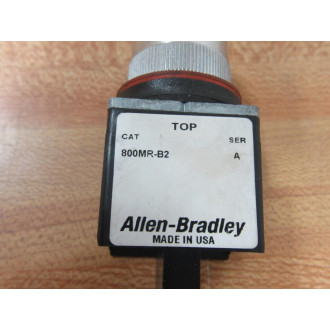 TOP
CAT SER
800MR-B2 A
Allen-Bradley
MADE IN USA